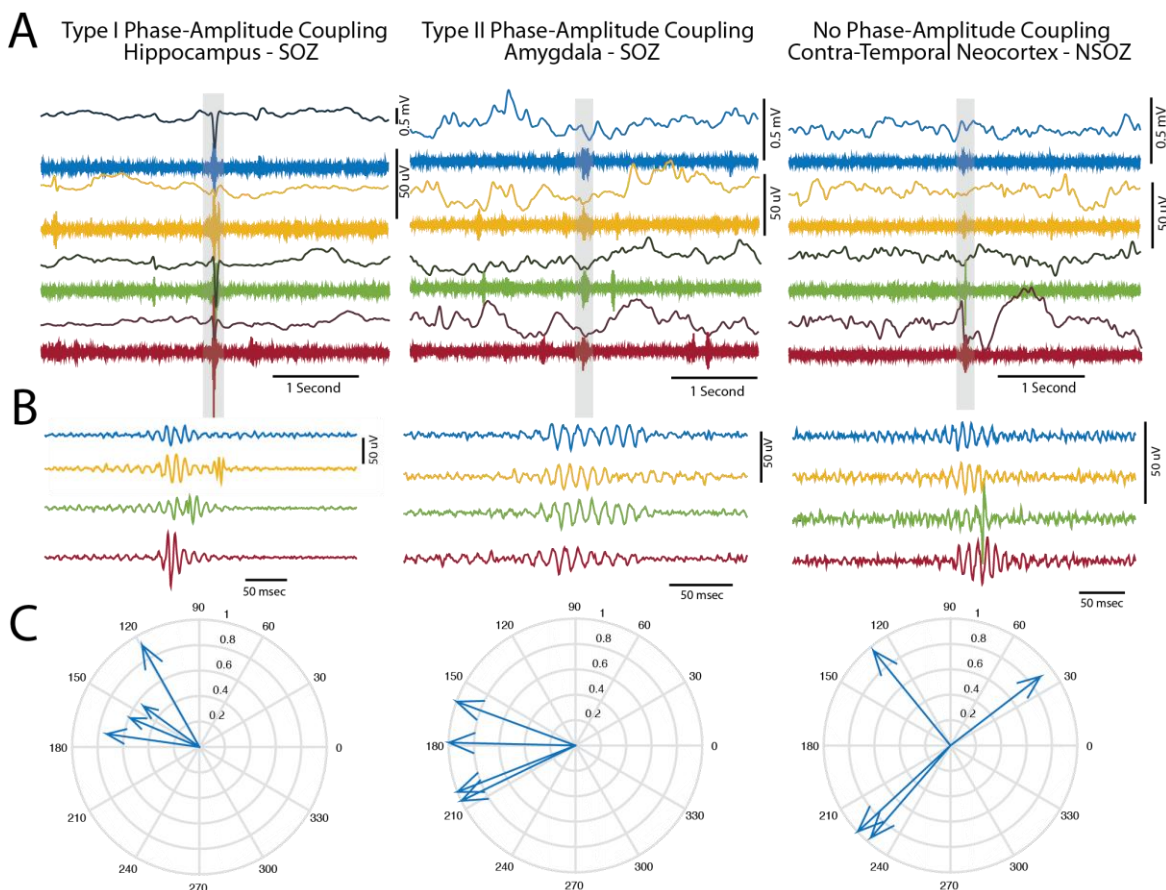 A
Type I Phase-Amplitude Coupling
Hippocampus - SOZ
Type II Phase-Amplitude Coupling
Amygdala - SOZ
No Phase-Amplitude Coupling
Contra-Temporal Neocortex - NSOZ
0.5 mV
50 uV
1 Second
0.5 mV
50 uV
1 Second
0.5 mV
50 uV
1 Second
B
50 uV
50 msec
50 uV
50 msec
50 uV
50 msec
C
90
1
120
60
0.8
0.6
150
0.4
30
0.2
180
0
210
330
240
300
270
90
1
120
60
0.8
0.6
150
0.4
30
0.2
180
0
210
330
240
300
270
90
1
120
60
0.8
0.6
150
0.4
30
0.2
180
0
210
330
240
300
270